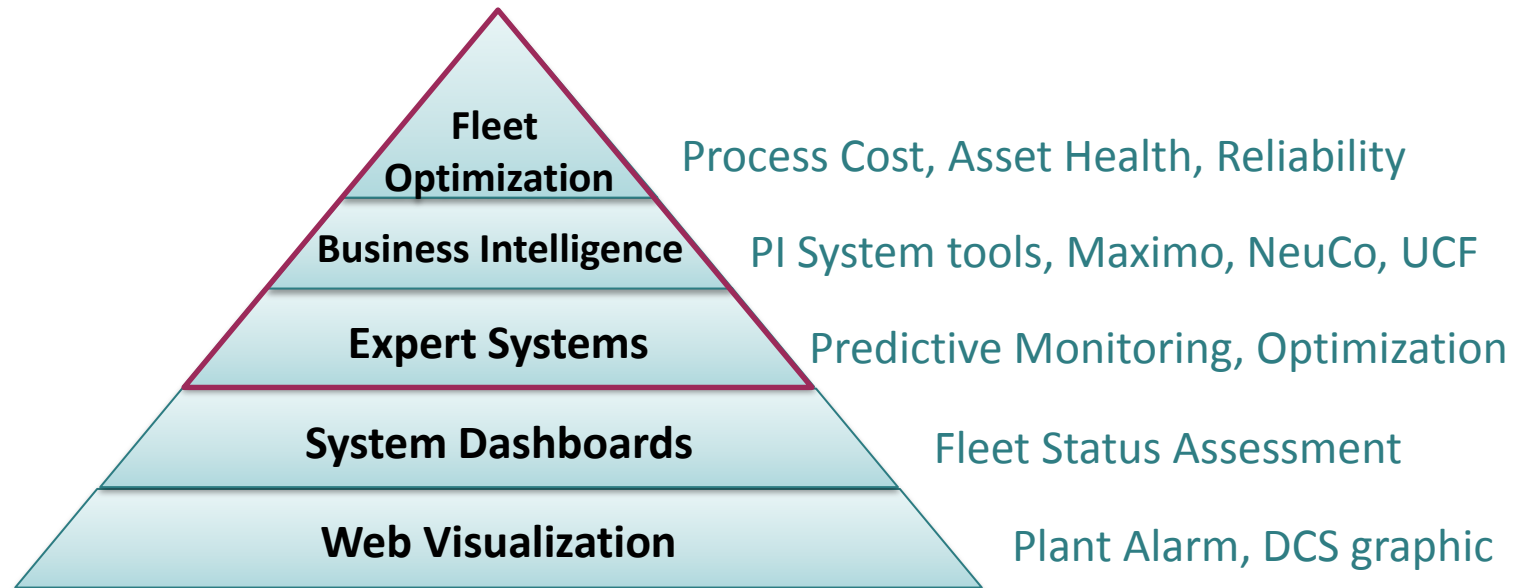 Fleet
Optimization
Process Cost, Asset Health, Reliability
Business Intelligence
PI System tools, Maximo, NeuCo, UCF
Expert Systems
Predictive Monitoring, Optimization
System Dashboards
Fleet Status Assessment
Web Visualization
Plant Alarm, DCS graphic